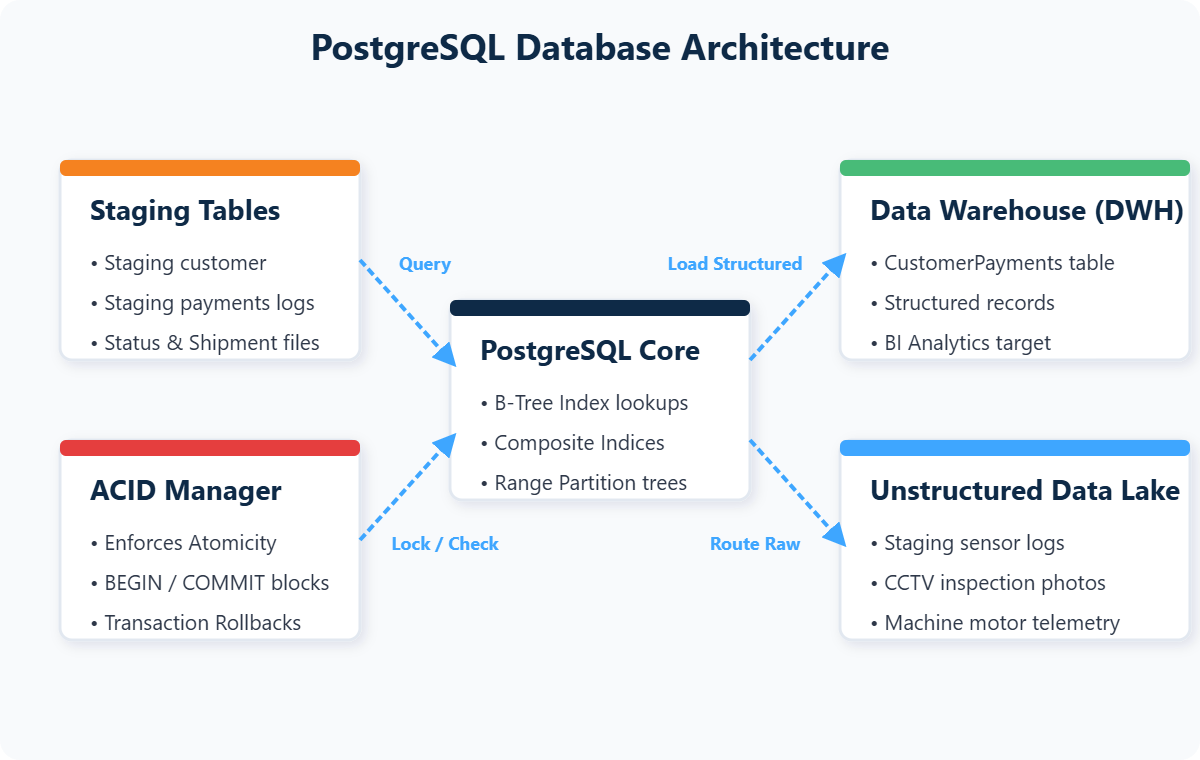 PostgreSQL Database Architecture
Staging Tables
• Staging customer
• Staging payments logs
• Status & Shipment files
Query
Load Structured
Data Warehouse (DWH)
• CustomerPayments table
• Structured records
• BI Analytics target
PostgreSQL Core
• B-Tree Index lookups
• Composite Indices
• Range Partition trees
ACID Manager
• Enforces Atomicity
• BEGIN / COMMIT blocks
• Transaction Rollbacks
Lock / Check
Route Raw
Unstructured Data Lake
• Staging sensor logs
• CCTV inspection photos
• Machine motor telemetry